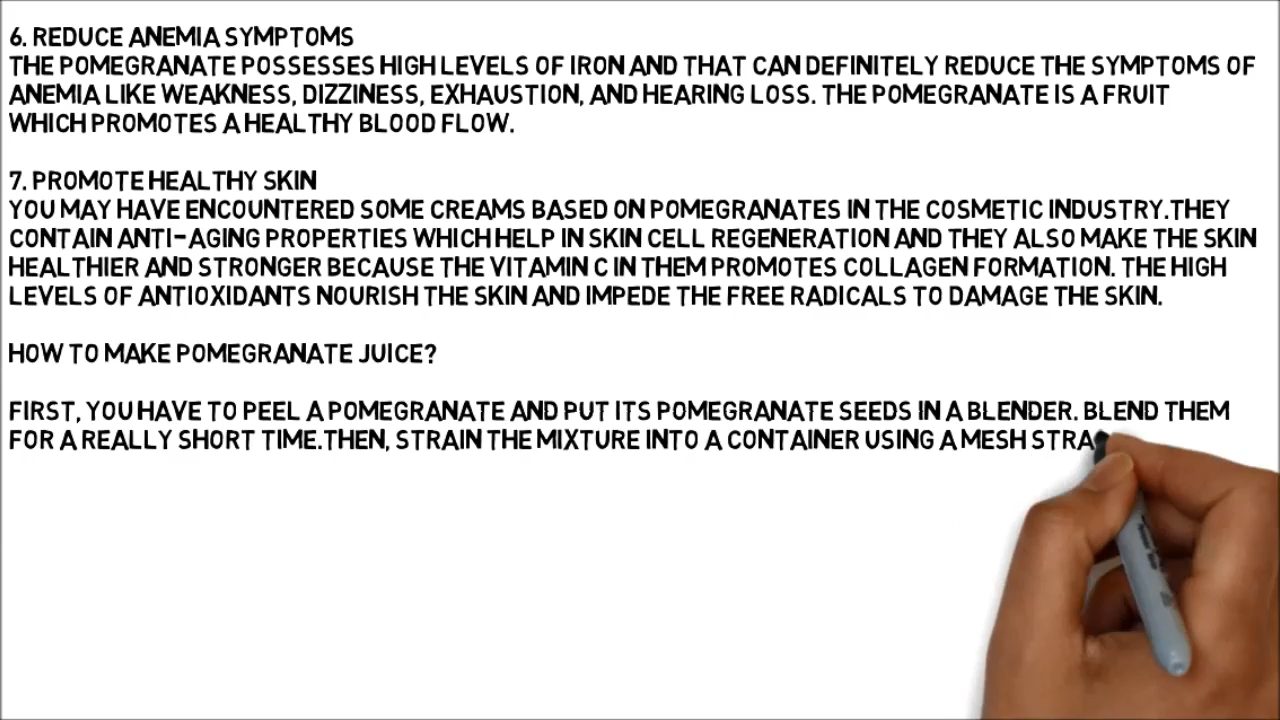 6. REDUCE ANEMIA SYMPTOMS
THE POMEGRANATE POSSESSES HIGH LEVELS OF IRON AND THAT CAN DEFINITELY REDUCE THE SYMPTOMS OF
ANEMIA LIKE WEAKNESS, DIZZINESS, EXHAUSTION, AND HEARING LOSS. THE POMEGRANATE IS A FRUIT
WHICH PROMOTES A HEALTHY BLOOD FLOW.
7. PROMOTE HEALTHY SKIN
YOU MAY HAVE ENCOUNTERED SOME CREAMS BASED ON POMEGRANATES IN THE COSMETIC INDUSTRY.THEY
CONTAIN ANTI-AGING PROPERTIES WHICH HELP IN SKIN CELL REGENERATION AND THEY ALSO MAKE THE SKIN
HEALTHIER AND STRONGER BECAUSE THE VITAMIN C IN THEM PROMOTES COLLAGEN FORMATION. THE HIGH
LEVELS OF ANTIOXIDANTS NOURISH THE SKIN AND IMPEDE THE FREE RADICALS TO DAMAGE THE SKIN.
HOW TO MAKE POMEGRANATE JUICE?
FIRST, YOU HAVE TO PEEL A POMEGRANATE AND PUT ITS POMEGRANATE SEEDS IN A BLENDER. BLEND THEM
FOR A REALLY SHORT TIME.THEN, STRAIN THE MIXTURE INTO A CONTAINER USING A MESH STRA